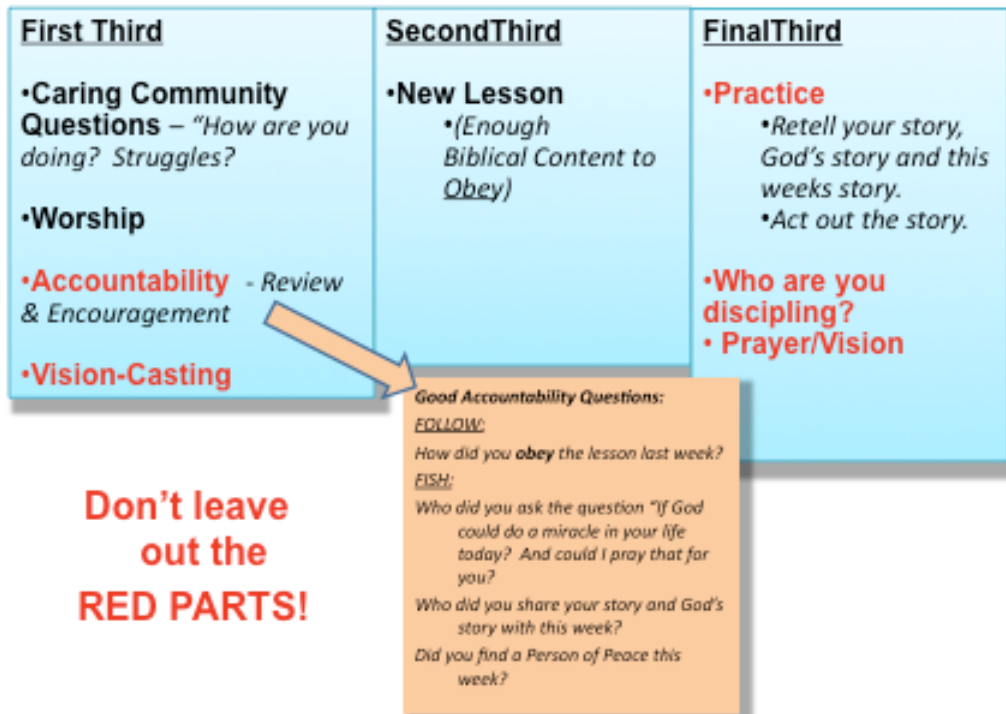 First Third
•Caring Community
Questions – “How are you
doing?  Struggles?
•Worship
•Accountability  - Review
& Encouragement
•Vision-Casting
SecondThird
•New Lesson
•(Enough
Biblical Content to
Obey)
FinalThird
•Practice
•Retell your story,
God’s story and this
weeks story.
•Act out the story.
•Who are you
discipling?
• Prayer/Vision
Good Accountability Questions:
FOLLOW:
How did you obey the lesson last week?
FISH:
Who did you ask the question “If God
could do a miracle in your life
today?  And could I pray that for
you?
Who did you share your story and God’s
story with this week?
Did you find a Person of Peace this
week?
Don’t leave
out the
RED PARTS!